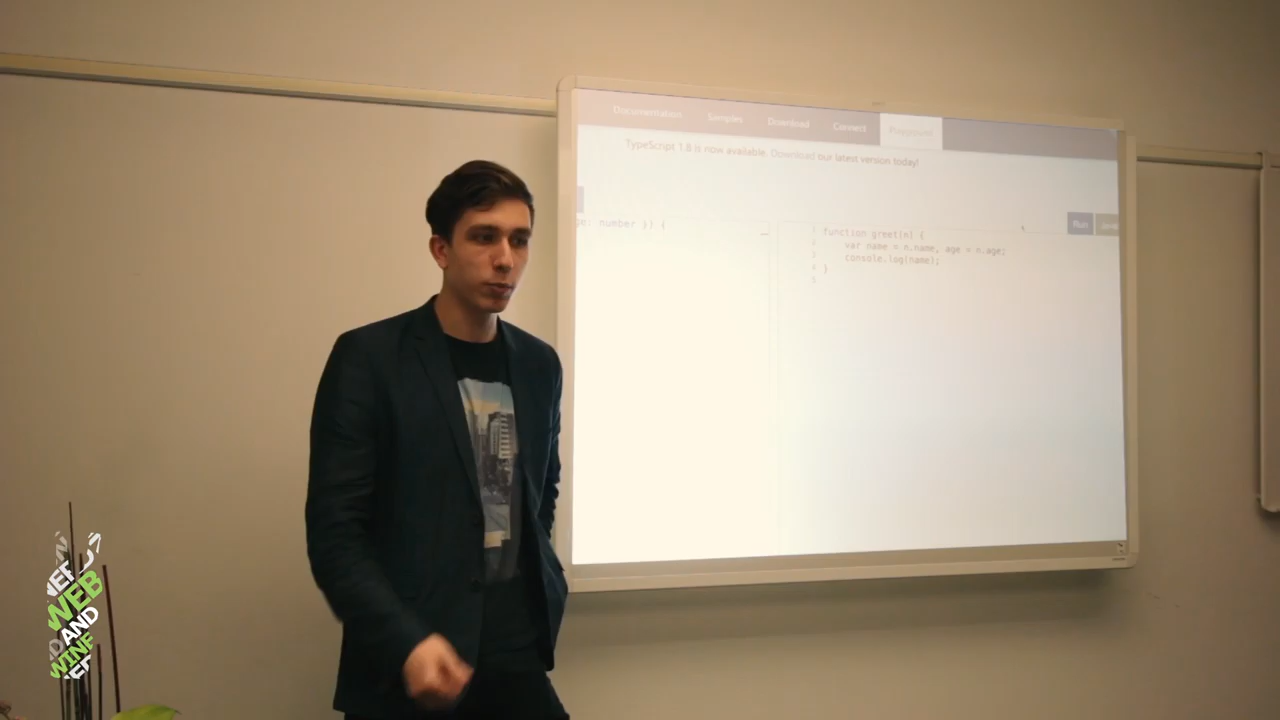 Documentation Samples Download Connect Playground
TypeScript 1.8 is now available. Download our latest version today!
number }) {
Run
1 function greet(n) {
2 var name = n.name, age = n.age;
3 console.log(name);
4 }
5
WEB
AND
WINE